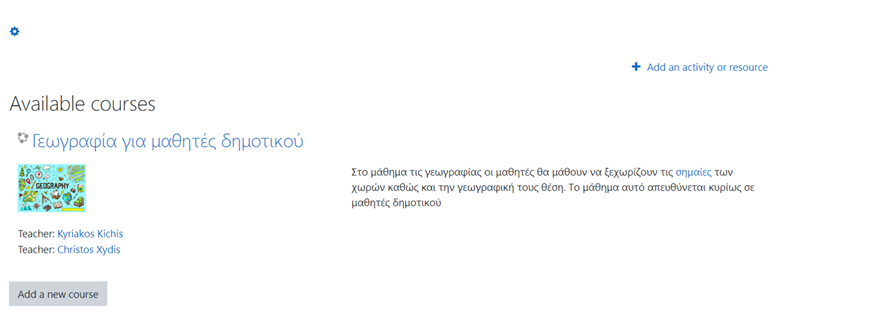 Add an activity or resource
Available courses
Γεωγραφία για μαθητές δημοτικού
GEOGRAPHY
Στο μάθημα τις γεωγραφίας οι μαθητές θα μάθουν να ξεχωρίζουν τις σημαίες των
χωρών καθώς και την γεωγραφική τους θέση. Το μάθημα αυτό απευθύνεται κυρίως σε
μαθητές δημοτικού
Teacher: Kyriakos Kichis
Teacher: Christos Xydis
Add a new course